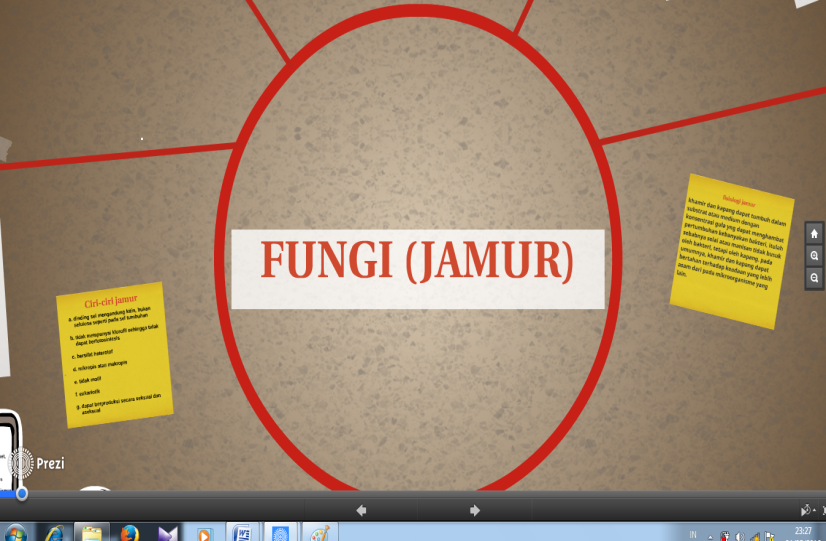 FUNGI (JAMUR)
Ciri-ciri jamur
a. dinding sel mengandung kitin, bukan
selulosa seperti pada sel tumbuhan
b. tidak mempunyai klorofil sehingga tidak
dapat berfotosintesis
c. bersifat heterotrof
d. mikropis atau makropis
e. tidak motil
f. eukariotik
g. dapat berproduksi secara seksual dan
aseksual
fisiologi jamur
khamir dan kapang dapat tumbuh dalam
substrat atau medium dengan
konsentrasi gula yng dapat menghambat
pertumbuhan kebanyakan bakteri, itulah
sebabnya selai atau manisan tidak busuk
oleh bakteri, tetapi oleh kapang. pada
umumnya, khamir dan kapang dapat
bertahan terhadap keadaan yang lebih
asam dari pada mikroorganisme yang
lain.
Prezi
IN
23:27